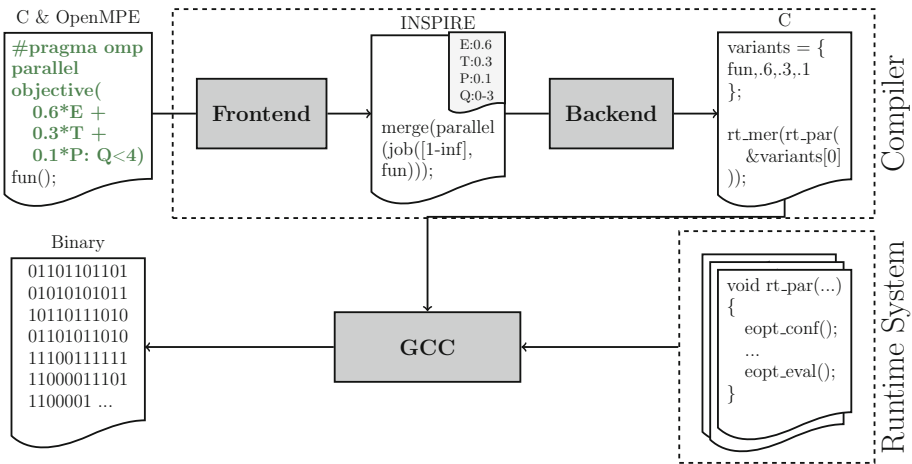 C & OpenMPE
#pragma omp
parallel
objective(
0.6*E +
0.3*T +
0.1*P: Q<4)
fun();
Frontend
INSPIRE
E:0.6
T:0.3
P:0.1
Q:0-3
merge(parallel
(job([1-inf],
fun)));
Backend
C
variants = {
fun,.6,.3,.1
};
rt_mer(rt_par(
&variants[0]
));
Compiler
Binary
01101101101
01010101011
10110111010
01101011010
11100111111
11000011101
1100001 ...
GCC
void rt_par(...)
{
eopt_conf();
...
eopt_eval();
}
Runtime System